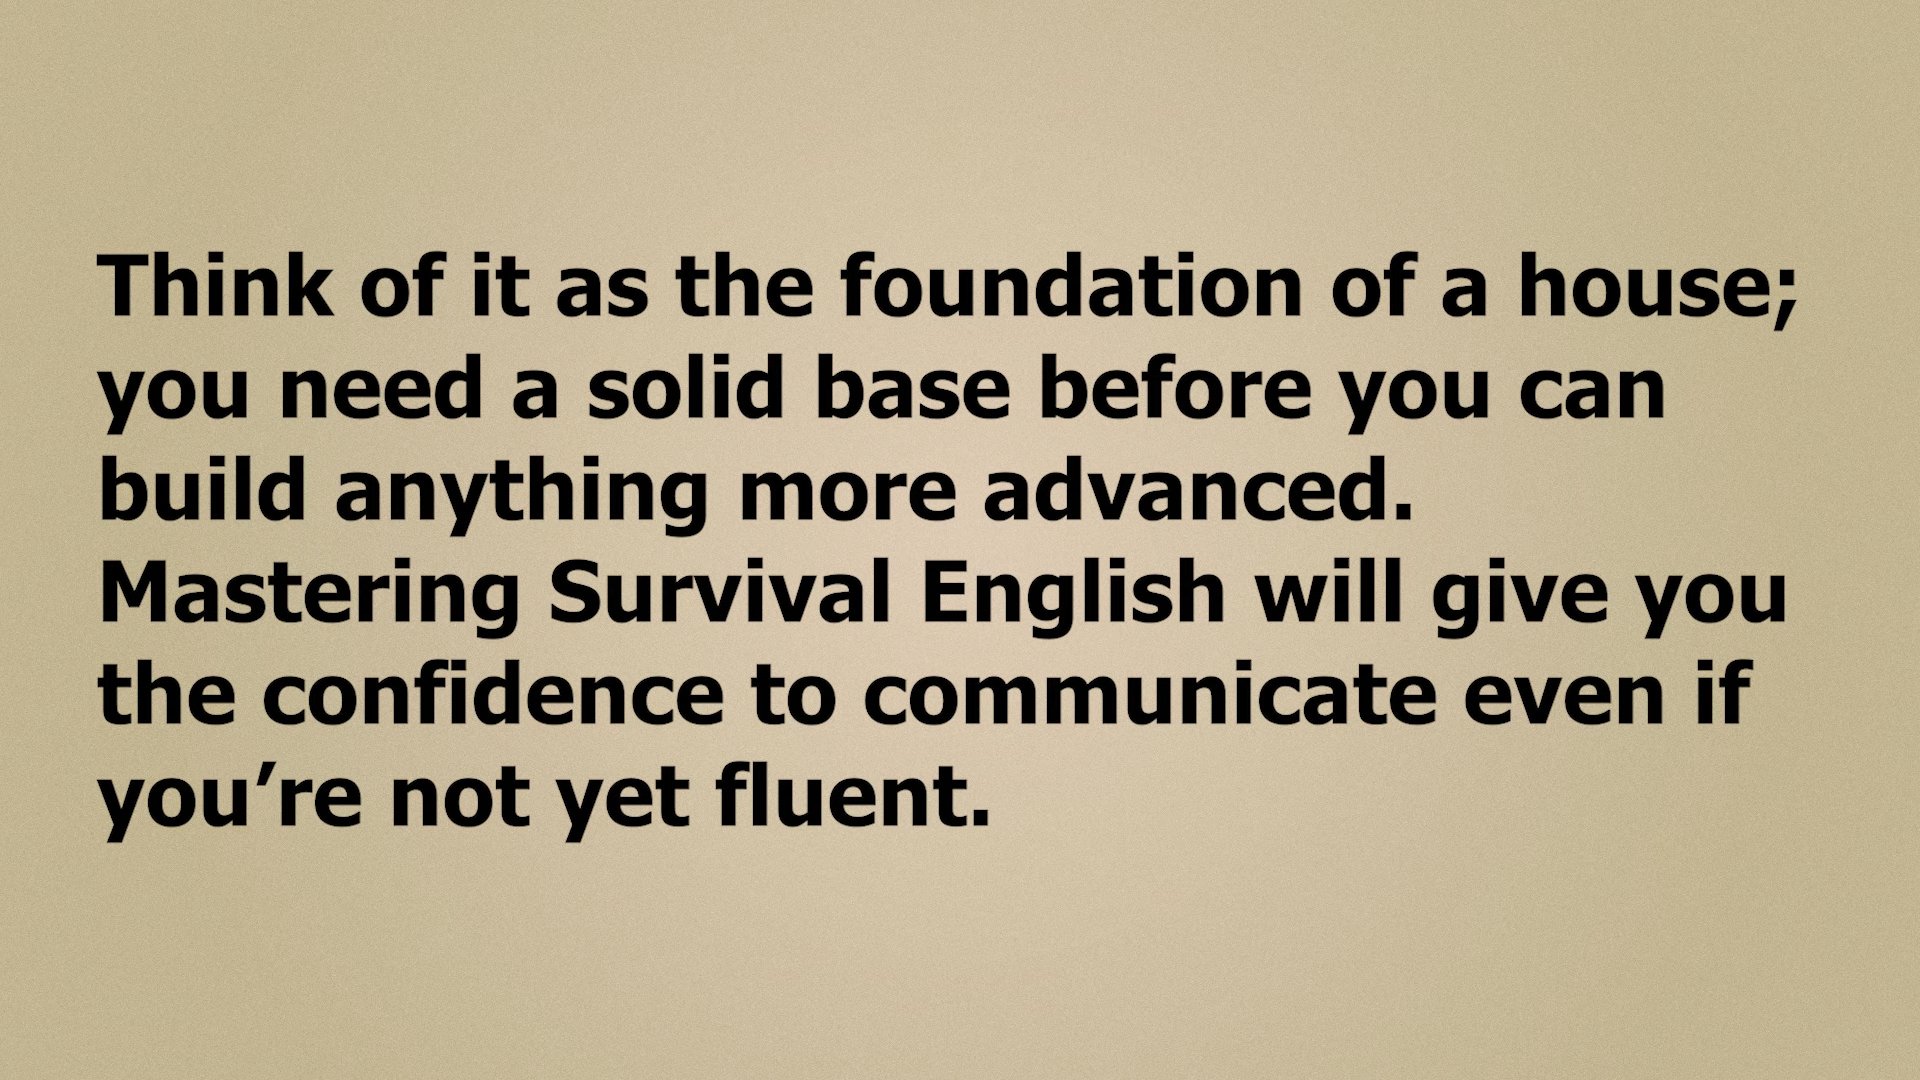 Think of it as the foundation of a house;
you need a solid base before you can
build anything more advanced.
Mastering Survival English will give you
the confidence to communicate even if
you’re not yet fluent.